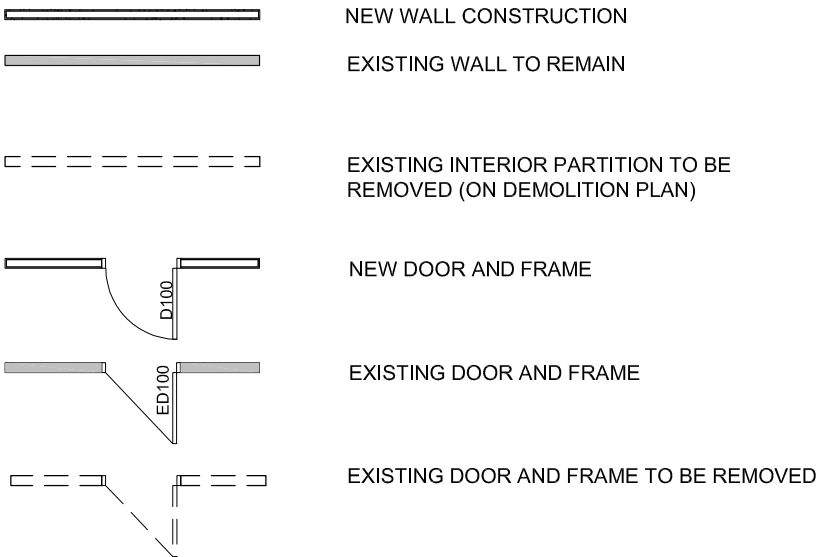 NEW WALL CONSTRUCTION
EXISTING WALL TO REMAIN
EXISTING INTERIOR PARTITION TO BE
REMOVED (ON DEMOLITION PLAN)
NEW DOOR AND FRAME
D100
EXISTING DOOR AND FRAME
ED100
EXISTING DOOR AND FRAME TO BE REMOVED